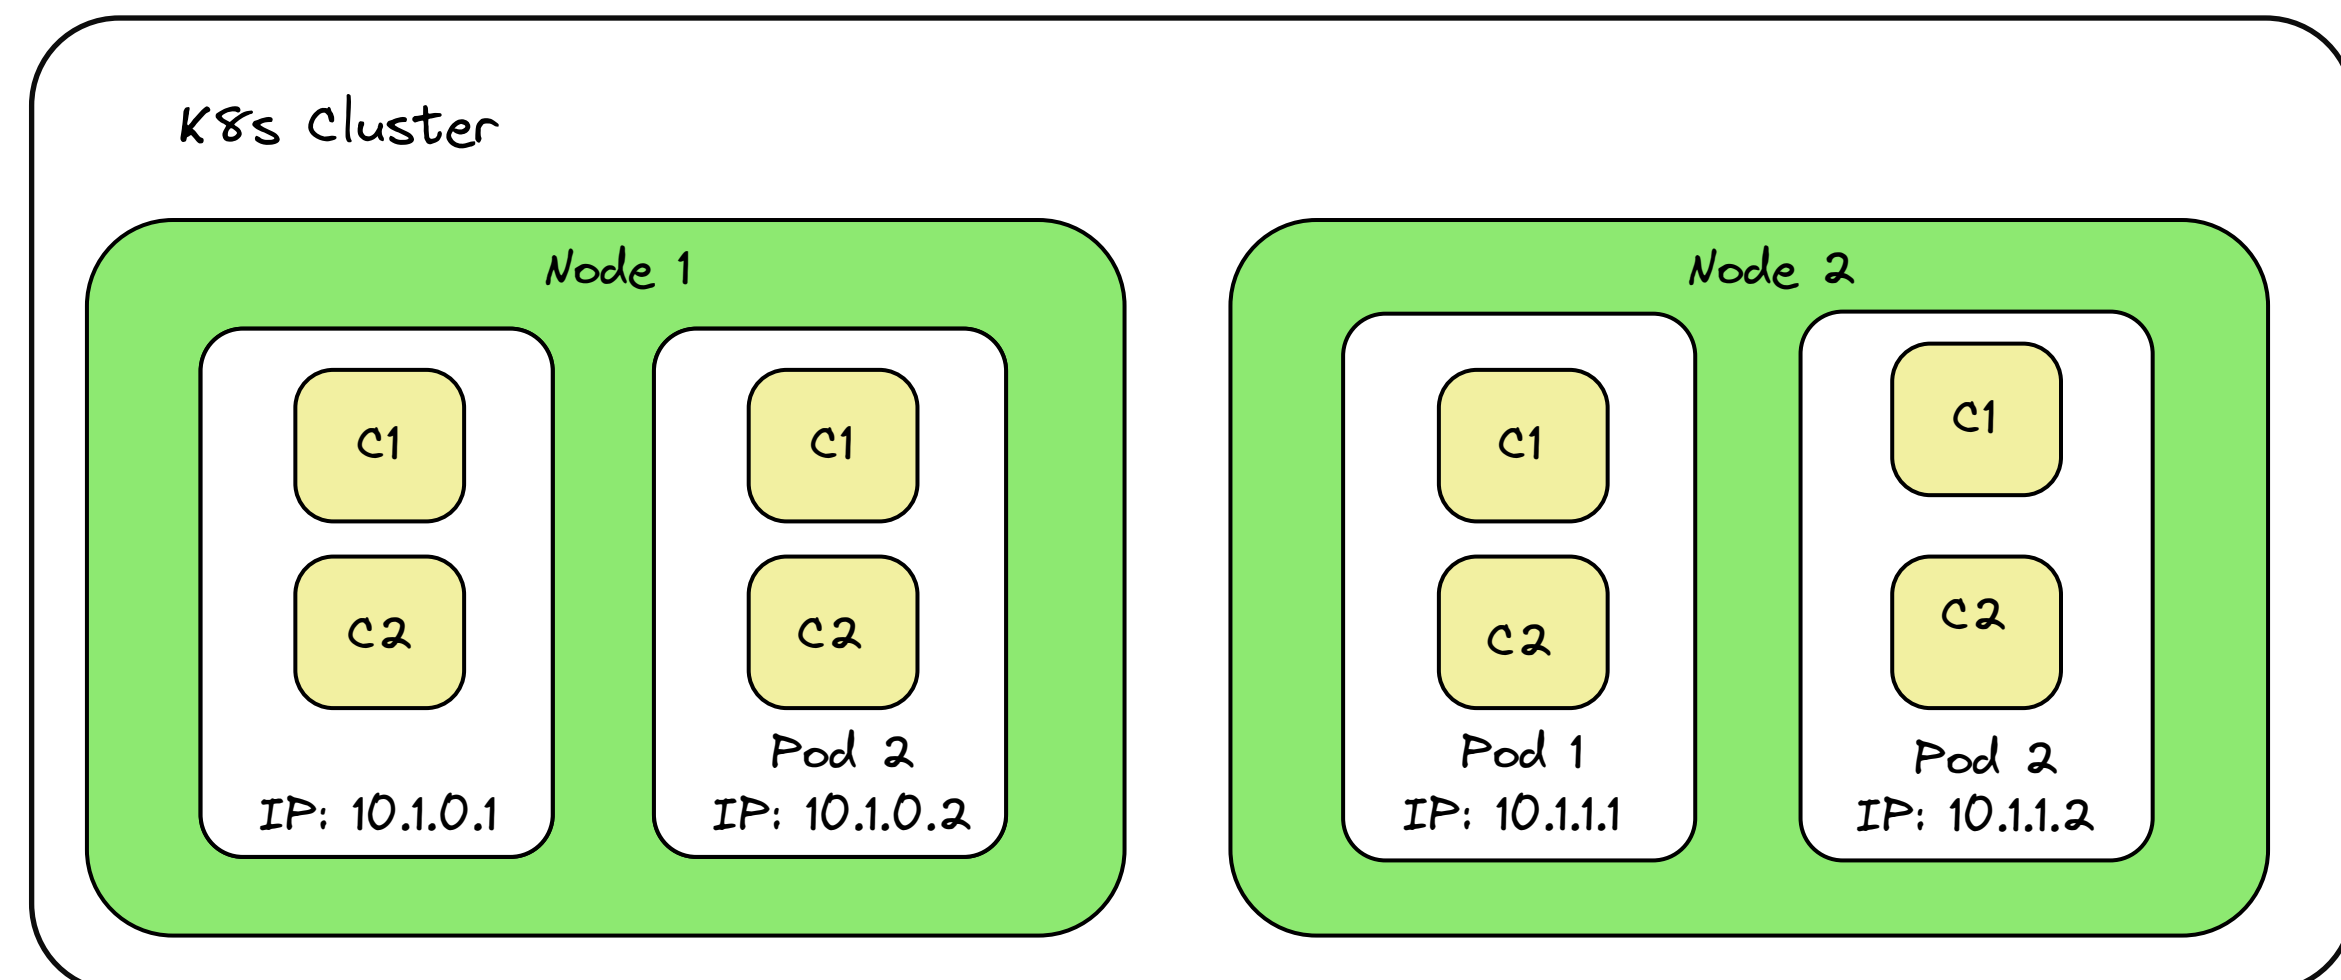 K8s Cluster
Node 1
C1
C2
IP: 10.1.0.1
C1
C2
Pod 2
IP: 10.1.0.2
Node 2
C1
C2
Pod 1
IP: 10.1.1.1
C1
C2
Pod 2
IP: 10.1.1.2